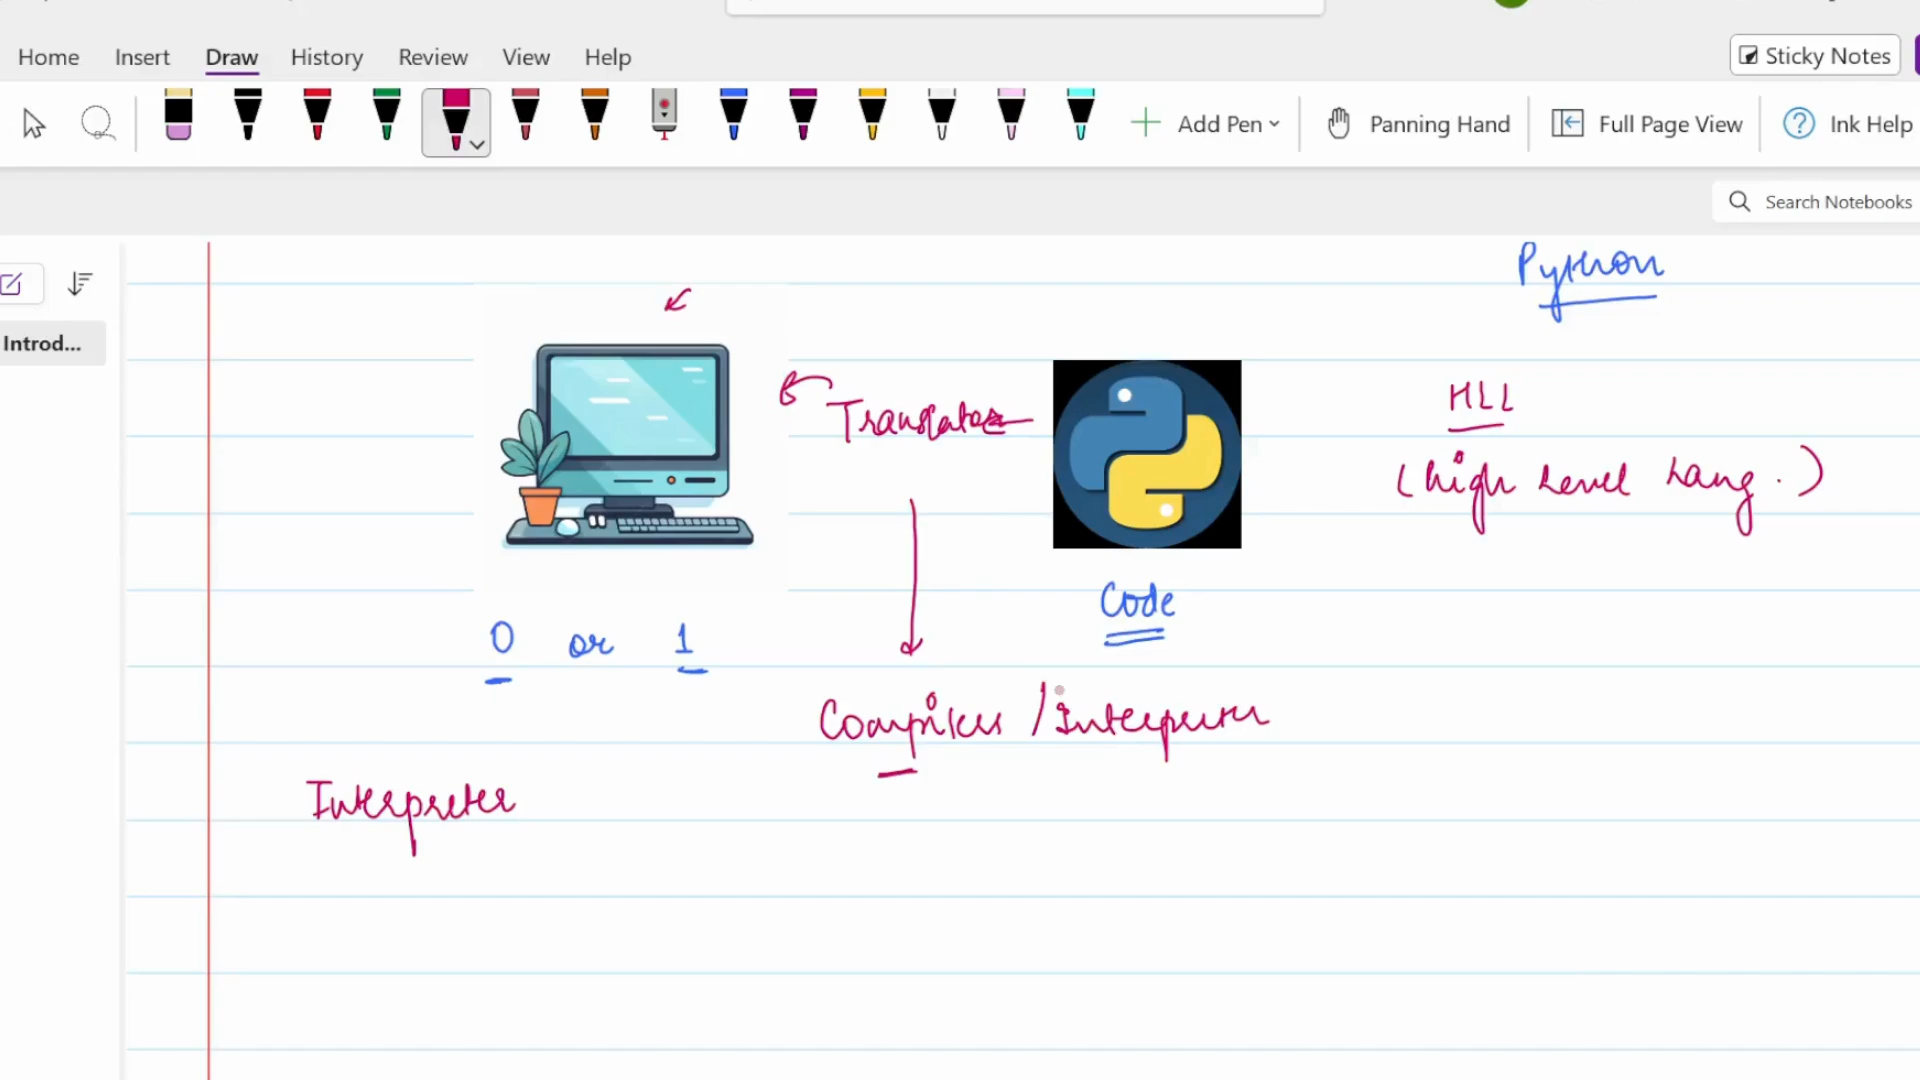 Home Insert Draw History Review View Help Sticky Notes
Add Pen Panning Hand Full Page View Ink Help
Search Notebooks
Introd...
Python
HLL
(high Level Lang.)
Translate
Code
0 or 1
Compiler / Interpreter
Interpreter